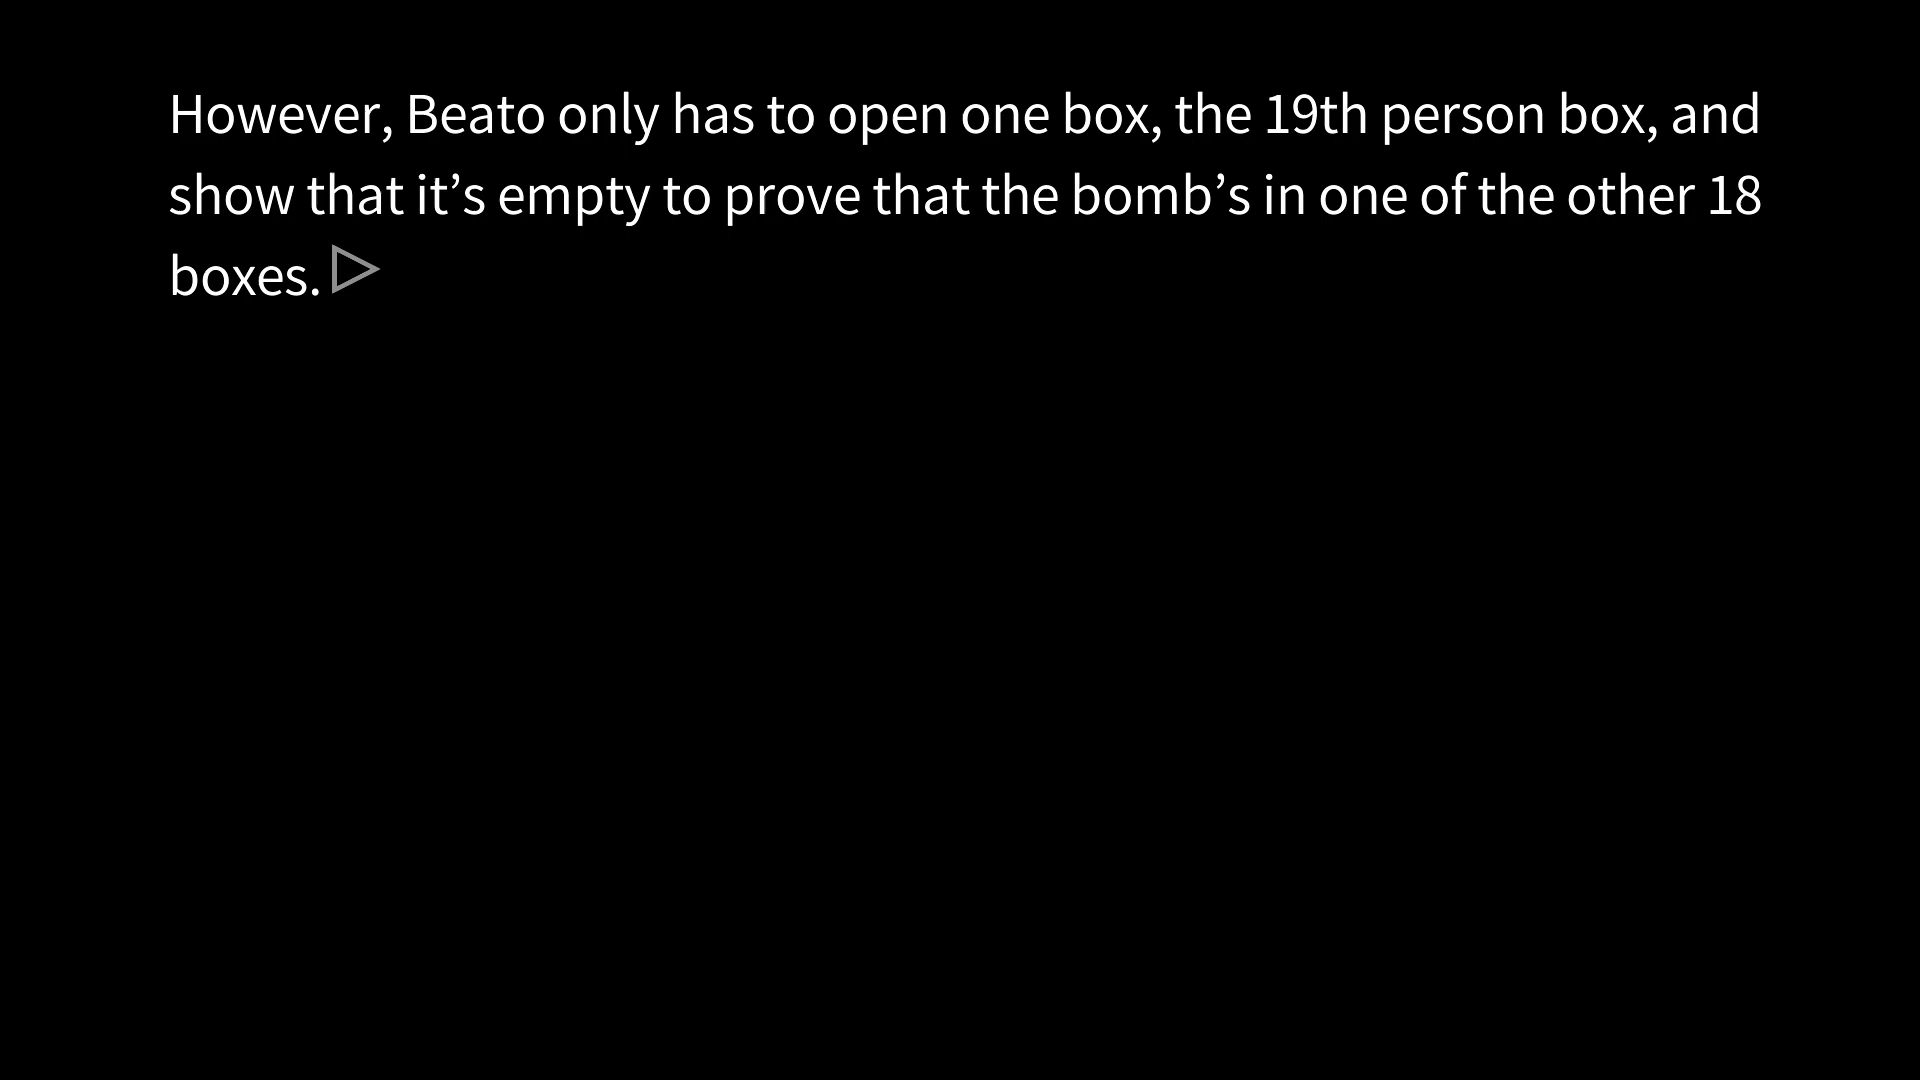 However, Beato only has to open one box, the 19th person box, and
show that it’s empty to prove that the bomb’s in one of the other 18
boxes.